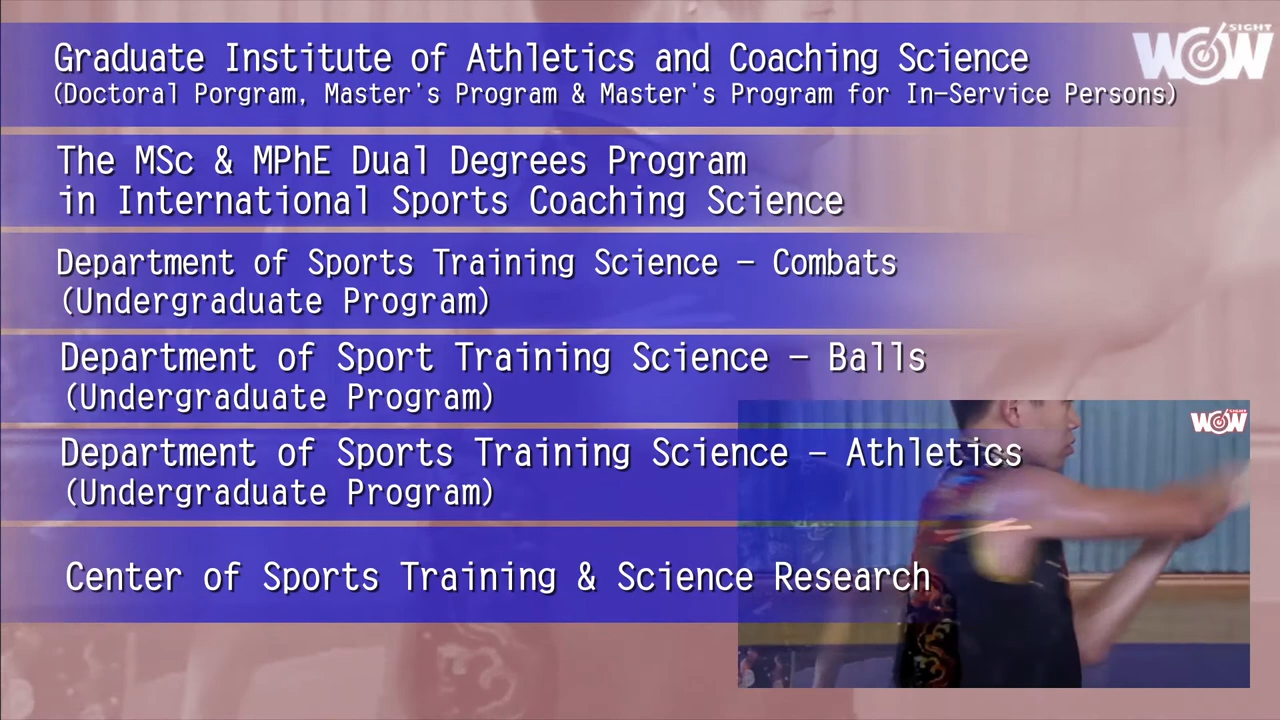 Graduate Institute of Athletics and Coaching Science
(Doctoral Porgram, Master's Program & Master's Program for In-Service Persons)
SIGHT
WOW
The MSc & MPhE Dual Degrees Program
in International Sports Coaching Science
Department of Sports Training Science - Combats
(Undergraduate Program)
Department of Sport Training Science - Balls
(Undergraduate Program)
WOW
Department of Sports Training Science - Athletics
(Undergraduate Program)
Center of Sports Training & Science Research